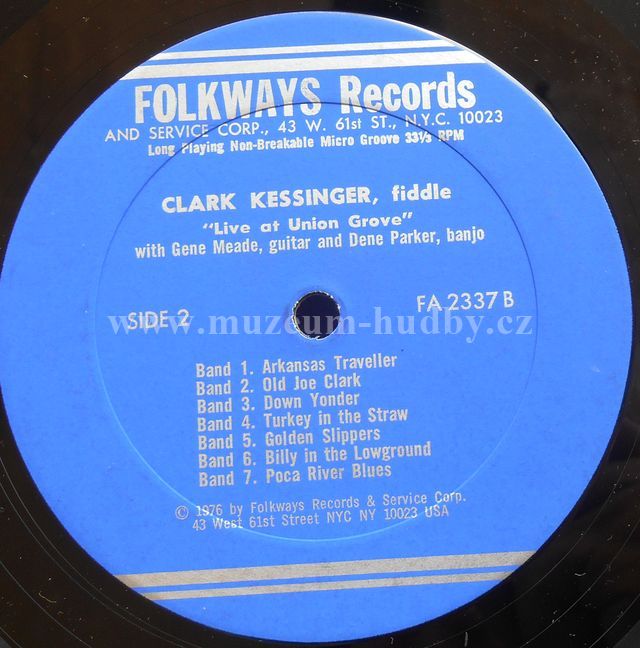 FOLKWAYS Records
AND SERVICE CORP., 43 W. 61st ST., N.Y.C. 10023
Long Playing Non-Breakable Micro Groove 33⅓ RPM
CLARK KESSINGER, fiddle
"Live at Union Grove"
with Gene Meade, guitar and Dene Parker, banjo
SIDE 2
FA 2337 B
www.muzeum-hudby.cz
Band 1. Arkansas Traveller
Band 2. Old Joe Clark
Band 3. Down Yonder
Band 4. Turkey in the Straw
Band 5. Golden Slippers
Band 6. Billy in the Lowground
Band 7. Poca River Blues
© 1976 by Folkways Records & Service Corp.
43 West 61st Street NYC NY 10023 USA